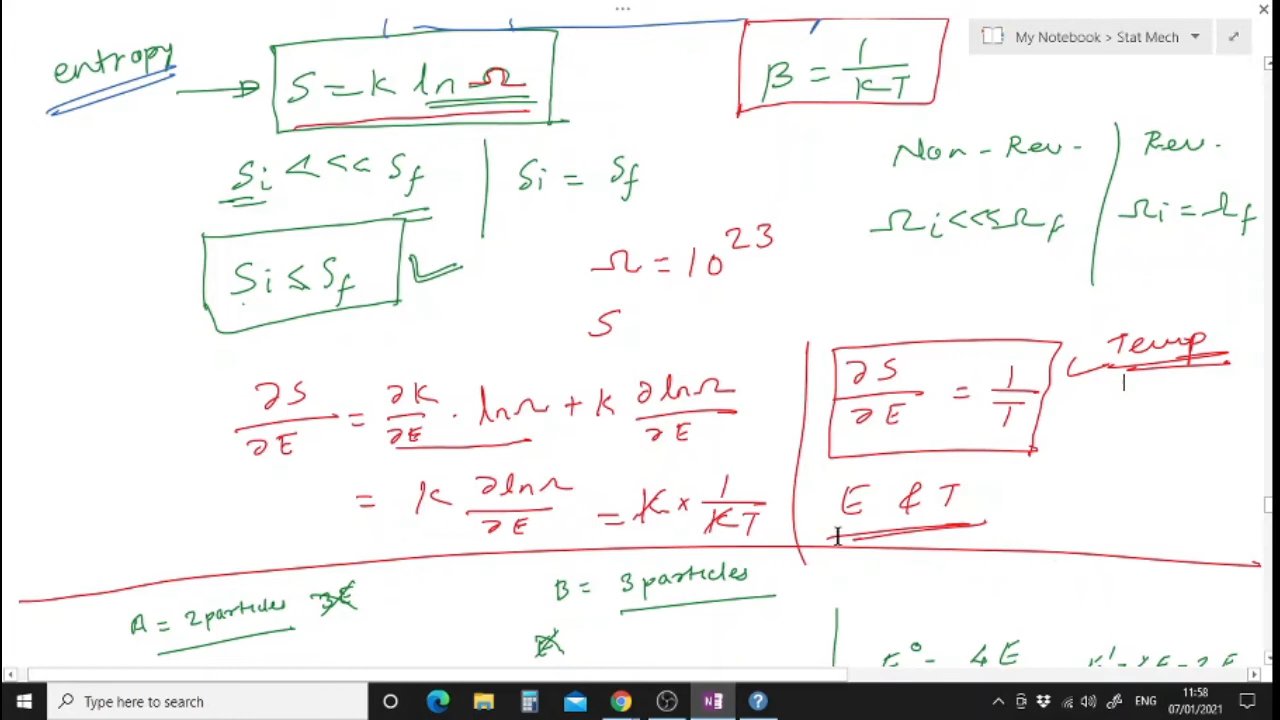 My Notebook > Stat Mech
entropy
S = K ln Ω
β = 1/KT
Non-Rev.
Rev.
Si <<< Sf
Si = Sf
Ωi <<< Ωf
Ωi = Ωf
Si ≤ Sf
Ω = 10^23
S
∂S/∂E = ∂K/∂E · lnΩ + K ∂lnΩ/∂E
∂S/∂E = 1/T
Temp
= K ∂lnΩ/∂E = K × 1/KT
E & T
A = 2 particles 3E
B = 3 particles
E
E° = 4E
Type here to search
ENG
11:58
07/01/2021